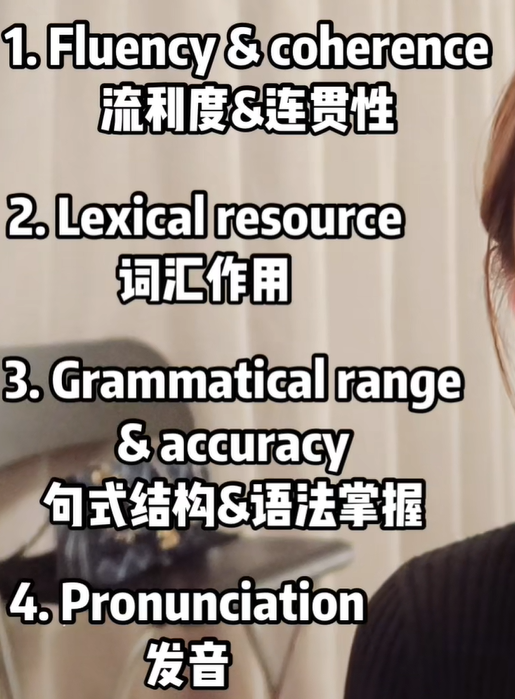 1. Fluency & coherence
流利度&连贯性
2. Lexical resource
词汇作用
3. Grammatical range
& accuracy
句式结构&语法掌握
4. Pronunciation
发音